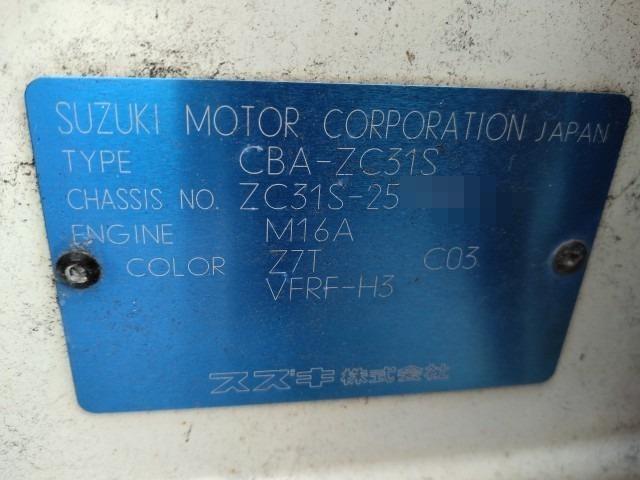 SUZUKI MOTOR CORPORATION JAPAN
TYPE CBA-ZC31S
CHASSIS NO. ZC31S-25
ENGINE M16A
COLOR Z7T C03
VFRF-H3
スズキ株式会社